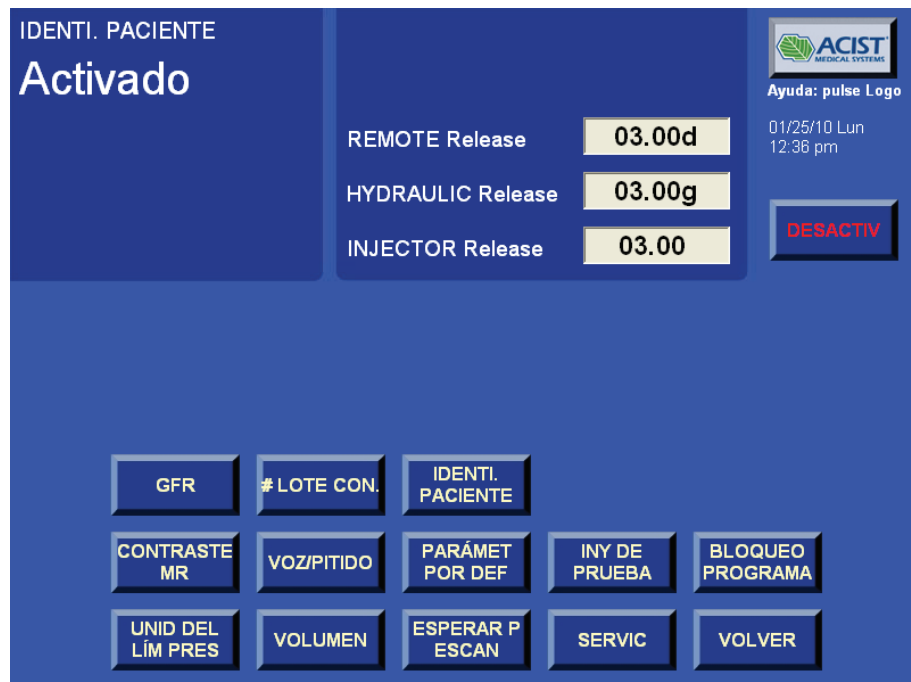 IDENTI. PACIENTE
Activado
REMOTE Release 03.00d
HYDRAULIC Release 03.00g
INJECTOR Release 03.00
ACIST
MEDICAL SYSTEMS
Ayuda: pulse Logo
01/25/10 Lun
12:36 pm
DESACTIV
GFR
# LOTE CON.
IDENTI.
PACIENTE
CONTRASTE
MR
VOZ/PITIDO
PARÁMET
POR DEF
INY DE
PRUEBA
BLOQUEO
PROGRAMA
UNID DEL
LÍM PRES
VOLUMEN
ESPERAR P
ESCAN
SERVIC
VOLVER